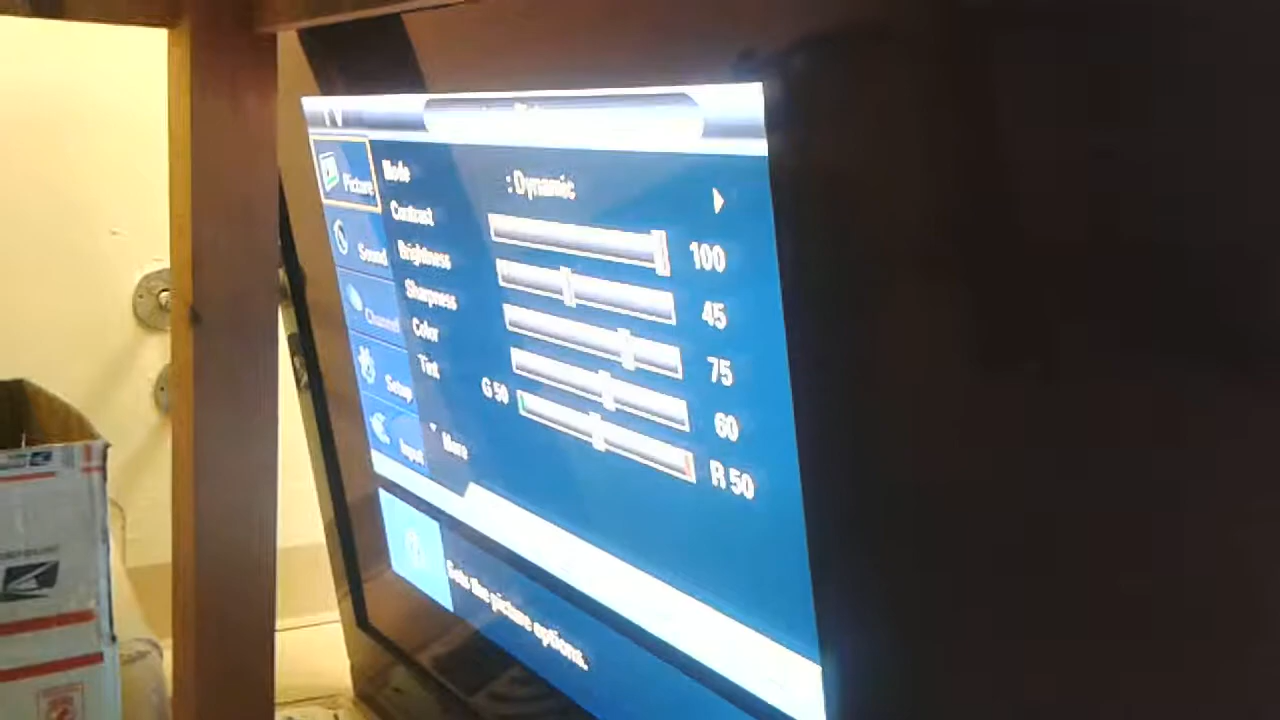 TV
Picture
Mode
: Dynamic
Contrast
100
Sound
Brightness
45
Sharpness
75
Channel
Color
60
Tint
G 50
R 50
Setup
More
Input
Sets the picture options.